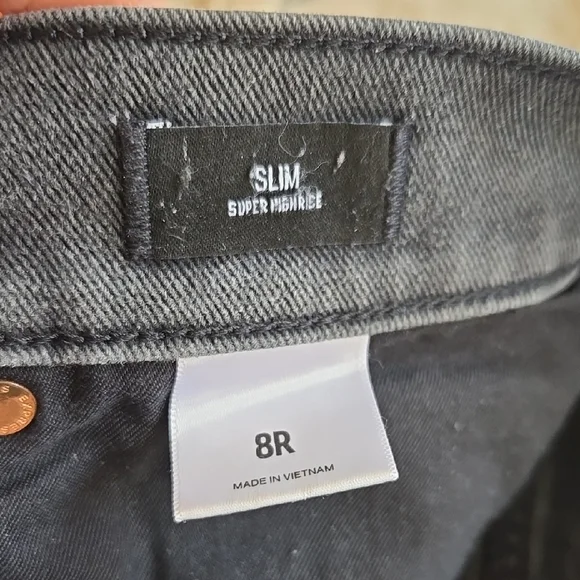 SLIM
SUPER HIGH RISE
8R
MADE IN VIETNAM